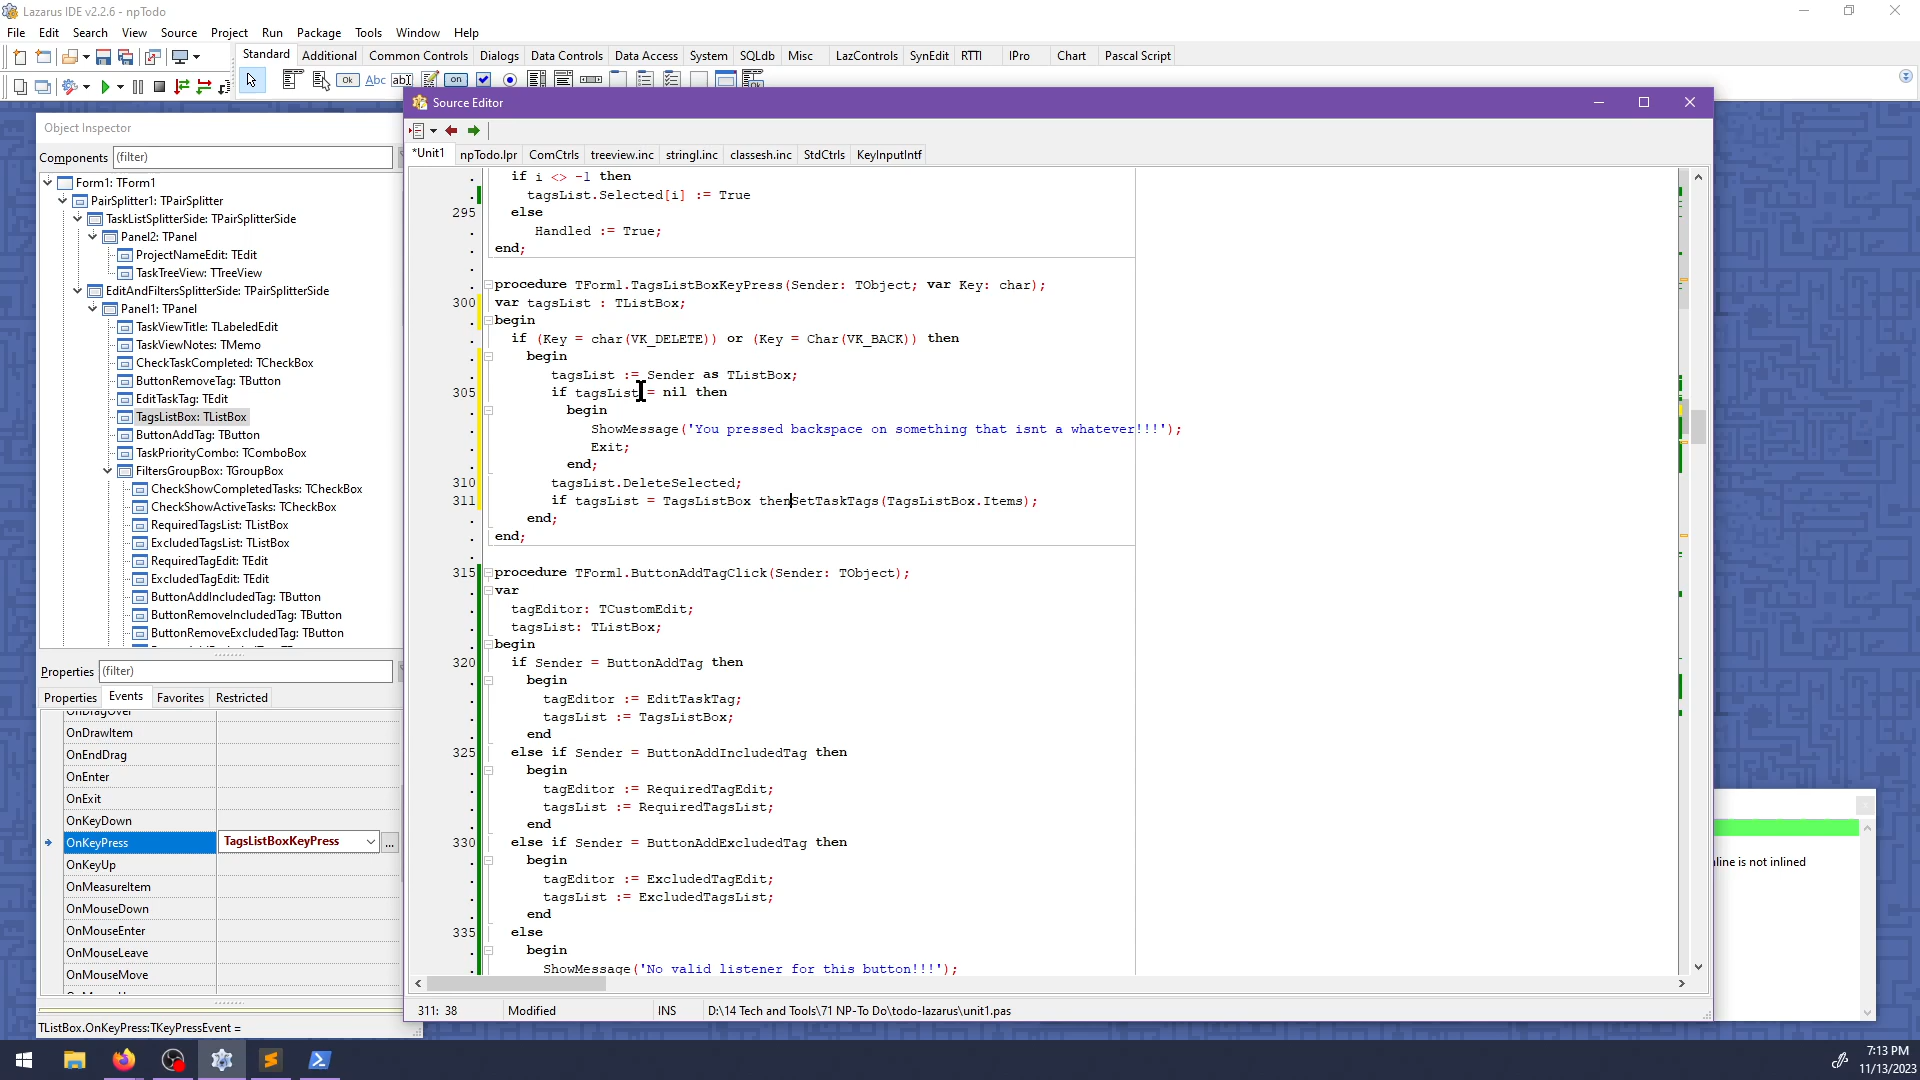 Lazarus IDE v2.2.6 - npTodo
File Edit Search View Source Project Run Package Tools Window Help
Standard Additional Common Controls Dialogs Data Controls Data Access System SQLdb Misc LazControls SynEdit RTTI IPro Chart Pascal Script
Ok Abc abI on
Source Editor
Object Inspector
Components (filter)
Form1: TForm1
PairSplitter1: TPairSplitter
TaskListSplitterSide: TPairSplitterSide
Panel2: TPanel
ProjectNameEdit: TEdit
TaskTreeView: TTreeView
EditAndFiltersSplitterSide: TPairSplitterSide
Panel1: TPanel
TaskViewTitle: TLabeledEdit
TaskViewNotes: TMemo
CheckTaskCompleted: TCheckBox
ButtonRemoveTag: TButton
EditTaskTag: TEdit
TagsListBox: TListBox
ButtonAddTag: TButton
TaskPriorityCombo: TComboBox
FiltersGroupBox: TGroupBox
CheckShowCompletedTasks: TCheckBox
CheckShowActiveTasks: TCheckBox
RequiredTagsList: TListBox
ExcludedTagsList: TListBox
RequiredTagEdit: TEdit
ExcludedTagEdit: TEdit
ButtonAddIncludedTag: TButton
ButtonRemoveIncludedTag: TButton
ButtonRemoveExcludedTag: TButton
Properties (filter)
Properties Events Favorites Restricted
OnDragOver
OnDrawItem
OnEndDrag
OnEnter
OnExit
OnKeyDown
OnKeyPress TagsListBoxKeyPress ...
OnKeyUp
OnMeasureItem
OnMouseDown
OnMouseEnter
OnMouseLeave
OnMouseMove
TListBox.OnKeyPress:TKeyPressEvent =
*Unit1 npTodo.lpr ComCtrls treeview.inc stringl.inc classesh.inc StdCtrls KeyInputIntf
if i <> -1 then
tagsList.Selected[i] := True
295 else
Handled := True;
end;
procedure TForm1.TagsListBoxKeyPress(Sender: TObject; var Key: char);
300 var tagsList : TListBox;
begin
if (Key = char(VK_DELETE)) or (Key = Char(VK_BACK)) then
begin
tagsList := Sender as TListBox;
305 if tagsList = nil then
begin
ShowMessage('You pressed backspace on something that isnt a whatever!!!');
Exit;
end;
310 tagsList.DeleteSelected;
311 if tagsList = TagsListBox thenSetTaskTags(TagsListBox.Items);
end;
end;
315 procedure TForm1.ButtonAddTagClick(Sender: TObject);
var
tagEditor: TCustomEdit;
tagsList: TListBox;
begin
320 if Sender = ButtonAddTag then
begin
tagEditor := EditTaskTag;
tagsList := TagsListBox;
end
325 else if Sender = ButtonAddIncludedTag then
begin
tagEditor := RequiredTagEdit;
tagsList := RequiredTagsList;
end
330 else if Sender = ButtonAddExcludedTag then
begin
tagEditor := ExcludedTagEdit;
tagsList := ExcludedTagsList;
end
335 else
begin
ShowMessage('No valid listener for this button!!!');
311: 38 Modified INS D:\14 Tech and Tools\71 NP-To Do\todo-lazarus\unit1.pas
line is not inlined
7:13 PM
11/13/2023